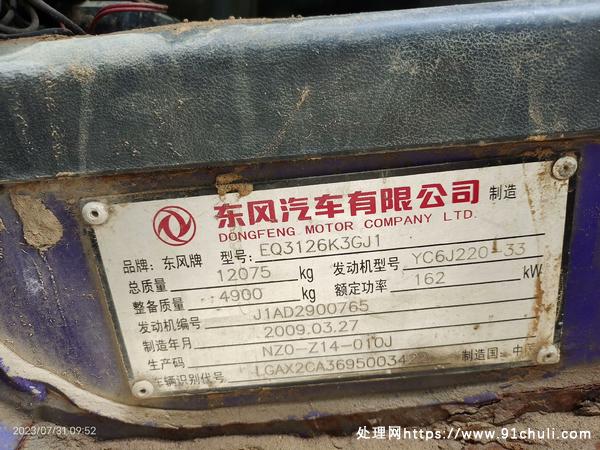 东风汽车有限公司 制造
DONGFENG MOTOR COMPANY LTD.
品牌: 东风牌 型号: EQ3126K3GJ1
总质量 12075 kg 发动机型号 YC6J220-33
整备质量 4900 kg 额定功率 162 kW
发动机编号 J1AD2900765
制造年月 2009.03.27
生产码 NZ0-Z14-010J
车辆识别代号 制造国: 中
2023/07/31 09:52
处理网https://www.91chuli.com/